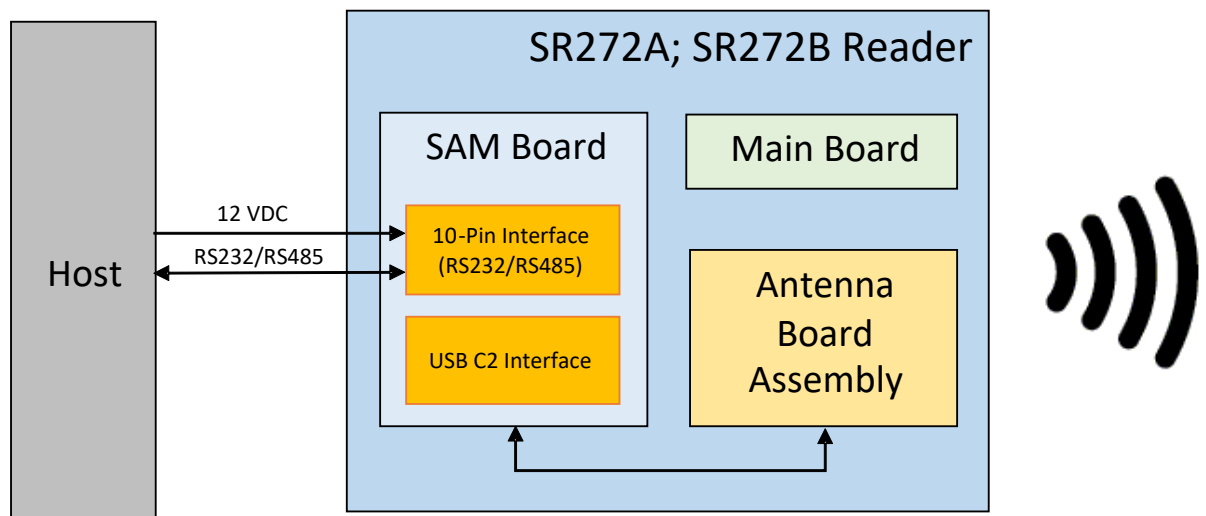 SR272A; SR272B Reader
SAM Board
Main Board
12 VDC
10-Pin Interface
(RS232/RS485)
RS232/RS485
Host
Antenna
Board
Assembly
USB C2 Interface